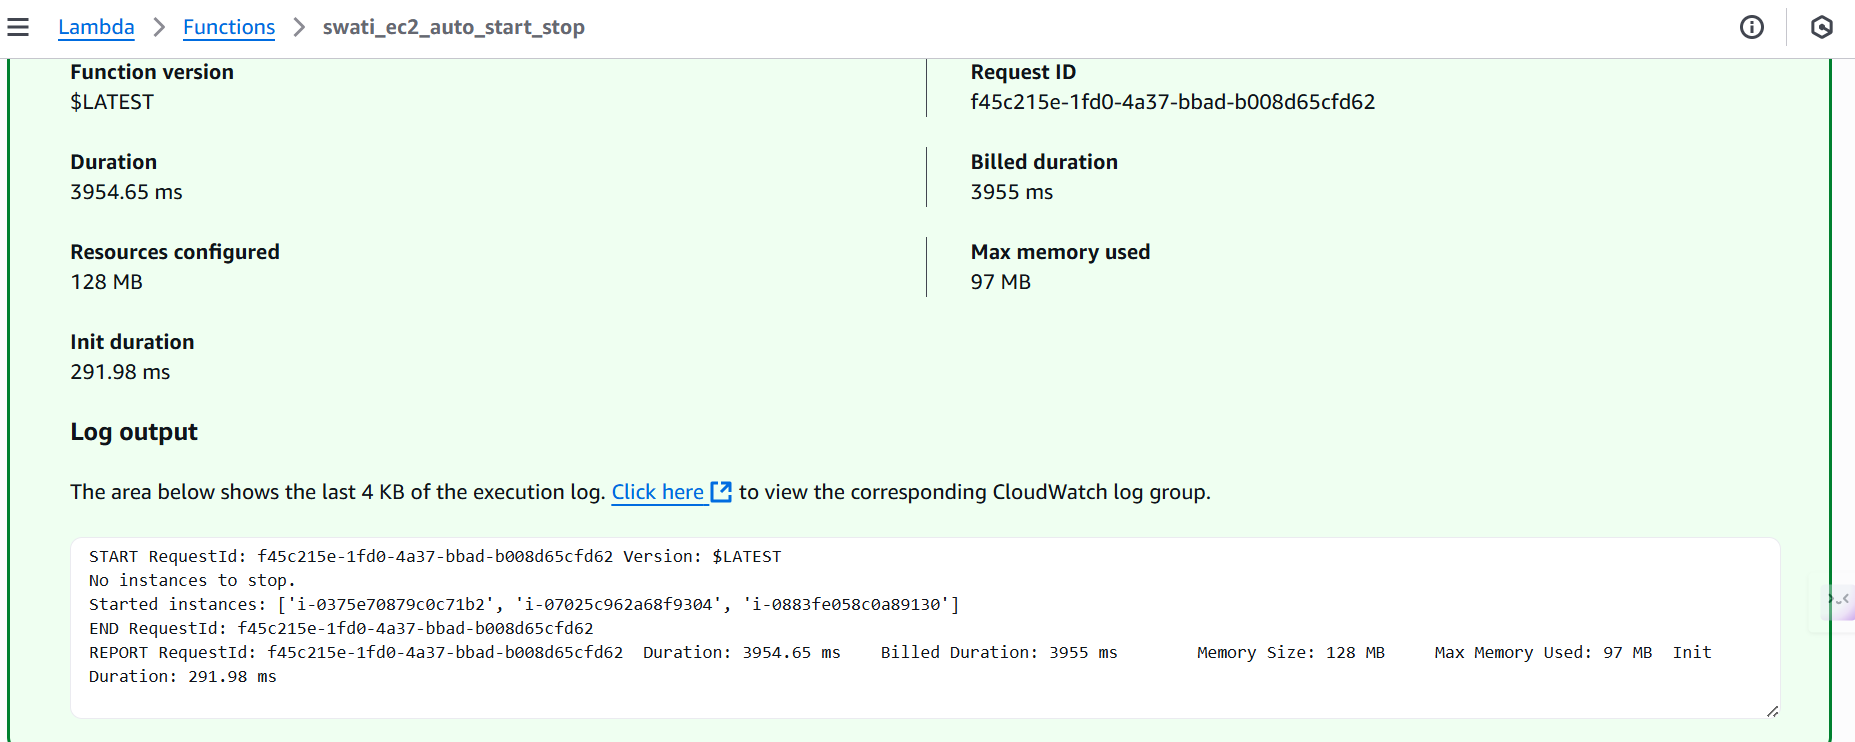 Lambda > Functions > swati_ec2_auto_start_stop
Function version
$LATEST
Request ID
f45c215e-1fd0-4a37-bbad-b008d65cfd62
Duration
3954.65 ms
Billed duration
3955 ms
Resources configured
128 MB
Max memory used
97 MB
Init duration
291.98 ms
Log output
The area below shows the last 4 KB of the execution log. Click here to view the corresponding CloudWatch log group.
START RequestId: f45c215e-1fd0-4a37-bbad-b008d65cfd62 Version: $LATEST
No instances to stop.
Started instances: ['i-0375e70879c0c71b2', 'i-07025c962a68f9304', 'i-0883fe058c0a89130']
END RequestId: f45c215e-1fd0-4a37-bbad-b008d65cfd62
REPORT RequestId: f45c215e-1fd0-4a37-bbad-b008d65cfd62 Duration: 3954.65 ms Billed Duration: 3955 ms Memory Size: 128 MB Max Memory Used: 97 MB Init
Duration: 291.98 ms